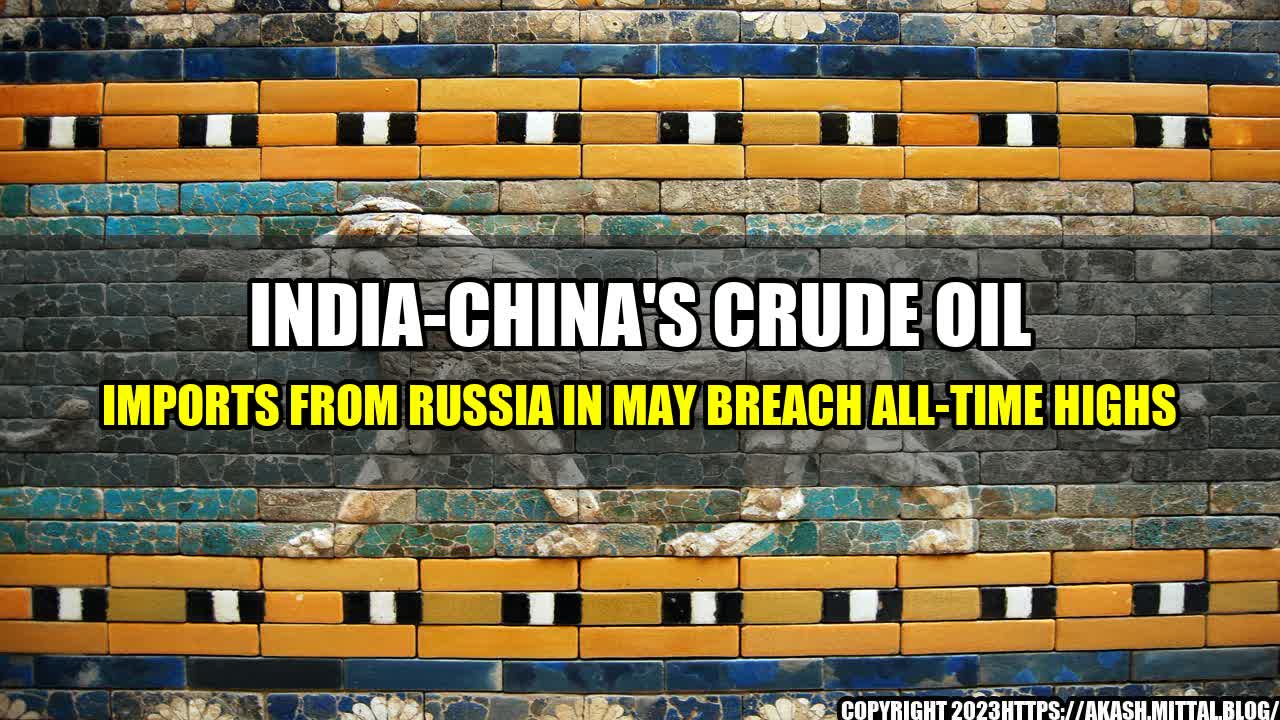 INDIA-CHINA'S CRUDE OIL
IMPORTS FROM RUSSIA IN MAY BREACH ALL-TIME HIGHS
COPYRIGHT 2023HTTPS://AKASH.MITTAL.BLOG/